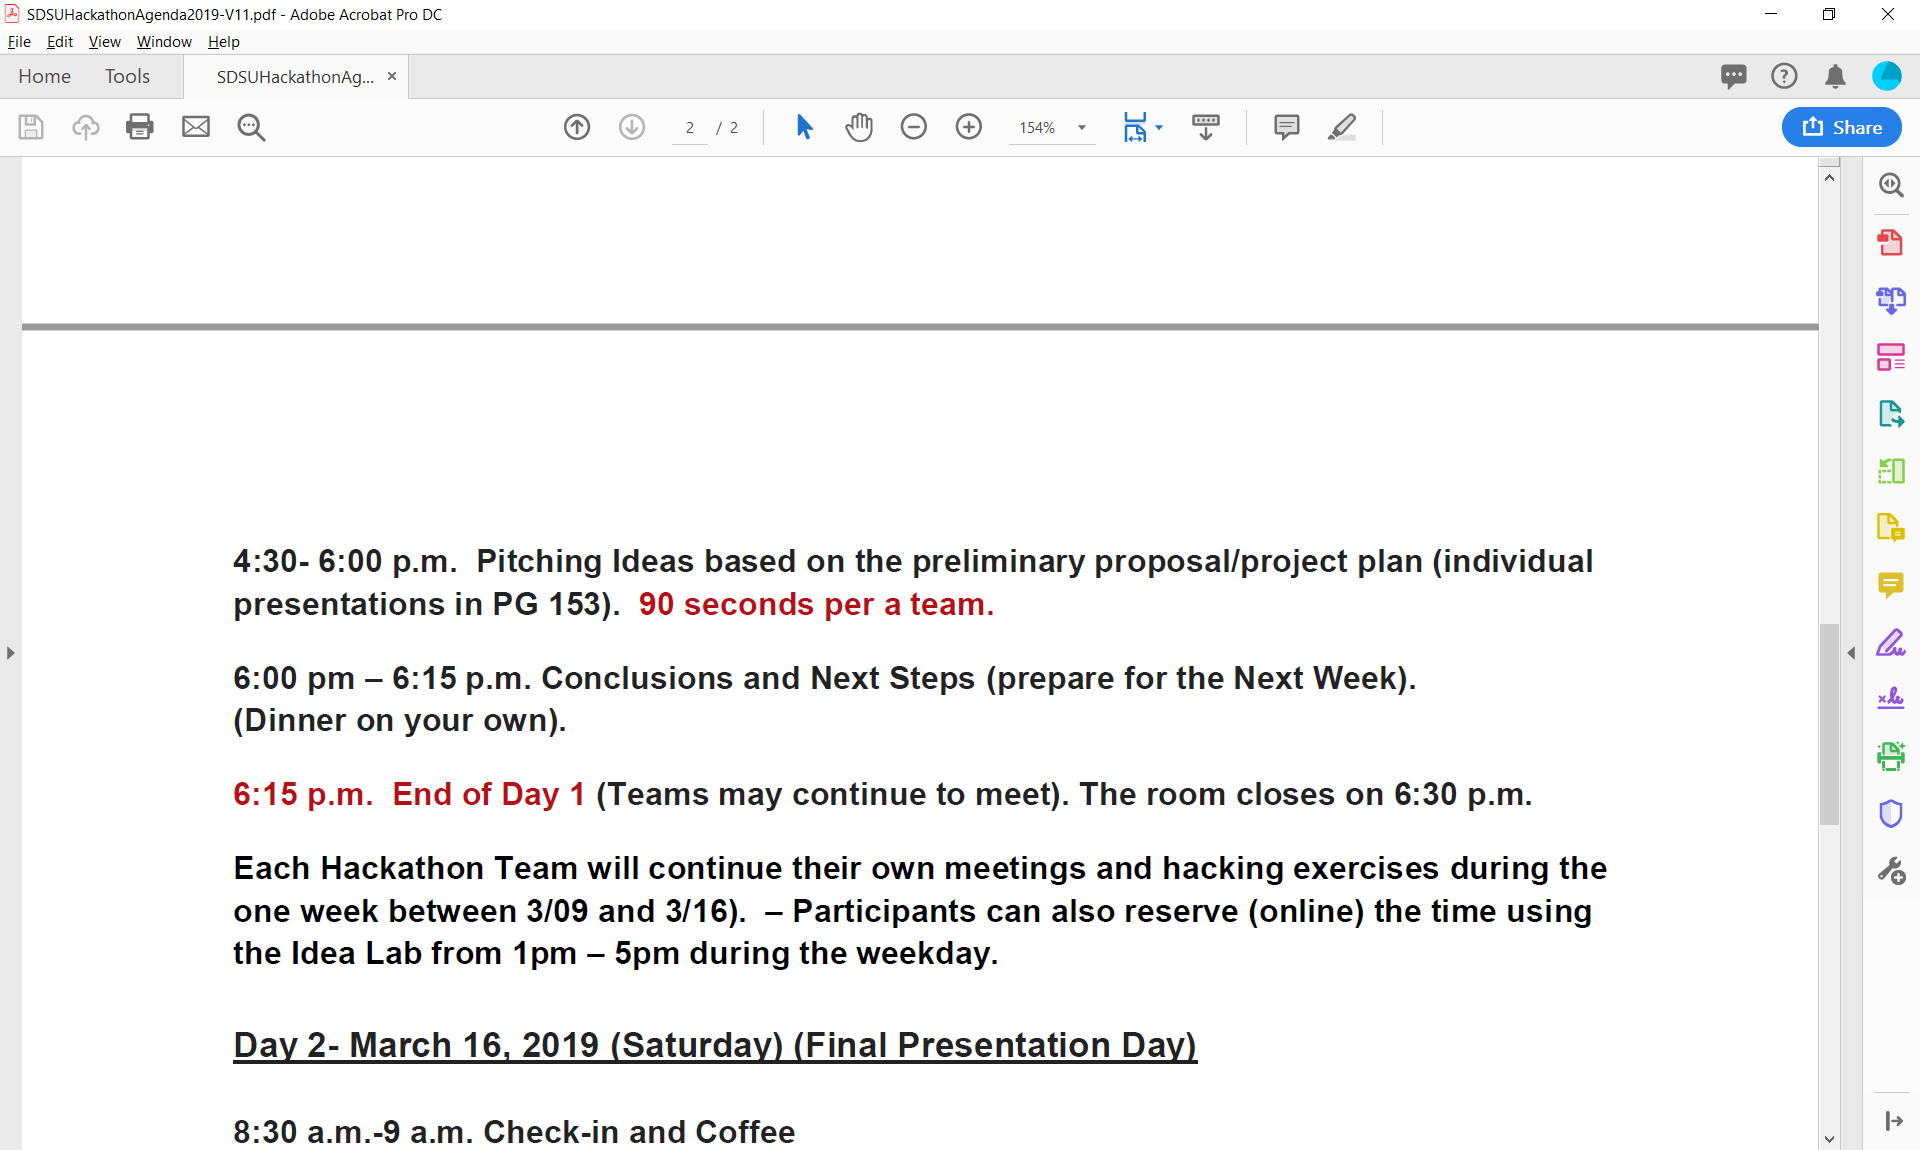 SDSUHackathonAgenda2019-V11.pdf - Adobe Acrobat Pro DC
File Edit View Window Help
Home Tools SDSUHackathonAg... ×
2 / 2 154% Share
4:30- 6:00 p.m. Pitching Ideas based on the preliminary proposal/project plan (individual
presentations in PG 153). 90 seconds per a team.
6:00 pm – 6:15 p.m. Conclusions and Next Steps (prepare for the Next Week).
(Dinner on your own).
6:15 p.m. End of Day 1 (Teams may continue to meet). The room closes on 6:30 p.m.
Each Hackathon Team will continue their own meetings and hacking exercises during the
one week between 3/09 and 3/16). – Participants can also reserve (online) the time using
the Idea Lab from 1pm – 5pm during the weekday.
Day 2- March 16, 2019 (Saturday) (Final Presentation Day)
8:30 a.m.-9 a.m. Check-in and Coffee